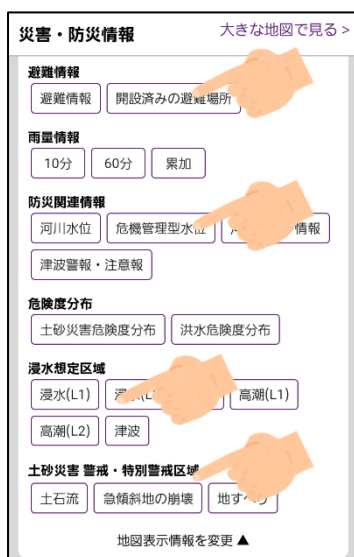 災害・防災情報 大きな地図で見る >
避難情報
避難情報 開設済みの避難場所
雨量情報
10分 60分 累加
防災関連情報
河川水位 危機管理型水位 情報
津波警報・注意報
危険度分布
土砂災害危険度分布 洪水危険度分布
浸水想定区域
浸水(L1) 高潮(L1)
高潮(L2) 津波
土砂災害 警戒・特別警戒区域
土石流 急傾斜地の崩壊 地すべり
地図表示情報を変更 ▲